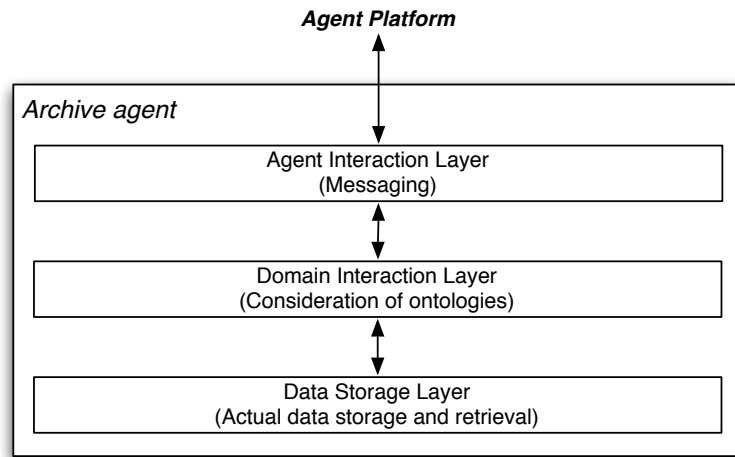 Agent Platform
Archive agent
Agent Interaction Layer
(Messaging)
Domain Interaction Layer
(Consideration of ontologies)
Data Storage Layer
(Actual data storage and retrieval)